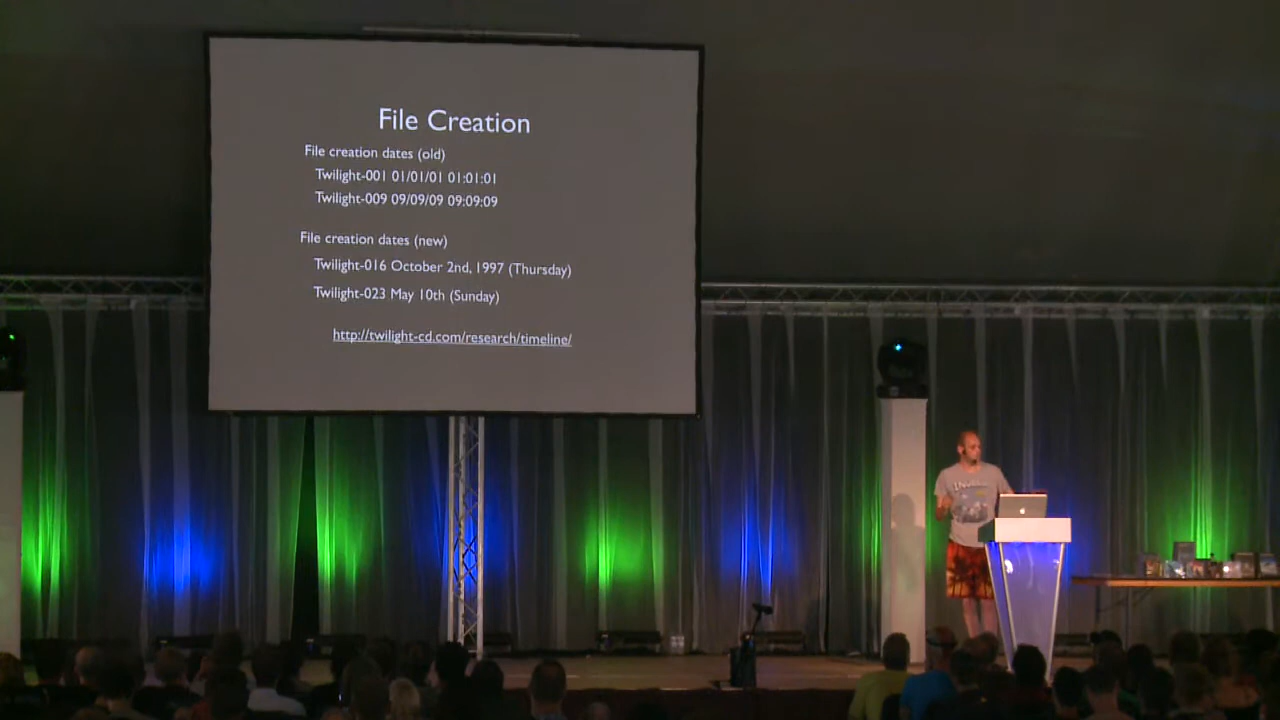 File Creation
File creation dates (old)
Twilight-001 01/01/01 01:01:01
Twilight-009 09/09/09 09:09:09
File creation dates (new)
Twilight-016 October 2nd, 1997 (Thursday)
Twilight-023 May 10th (Sunday)
http://twilight-cd.com/research/timeline/